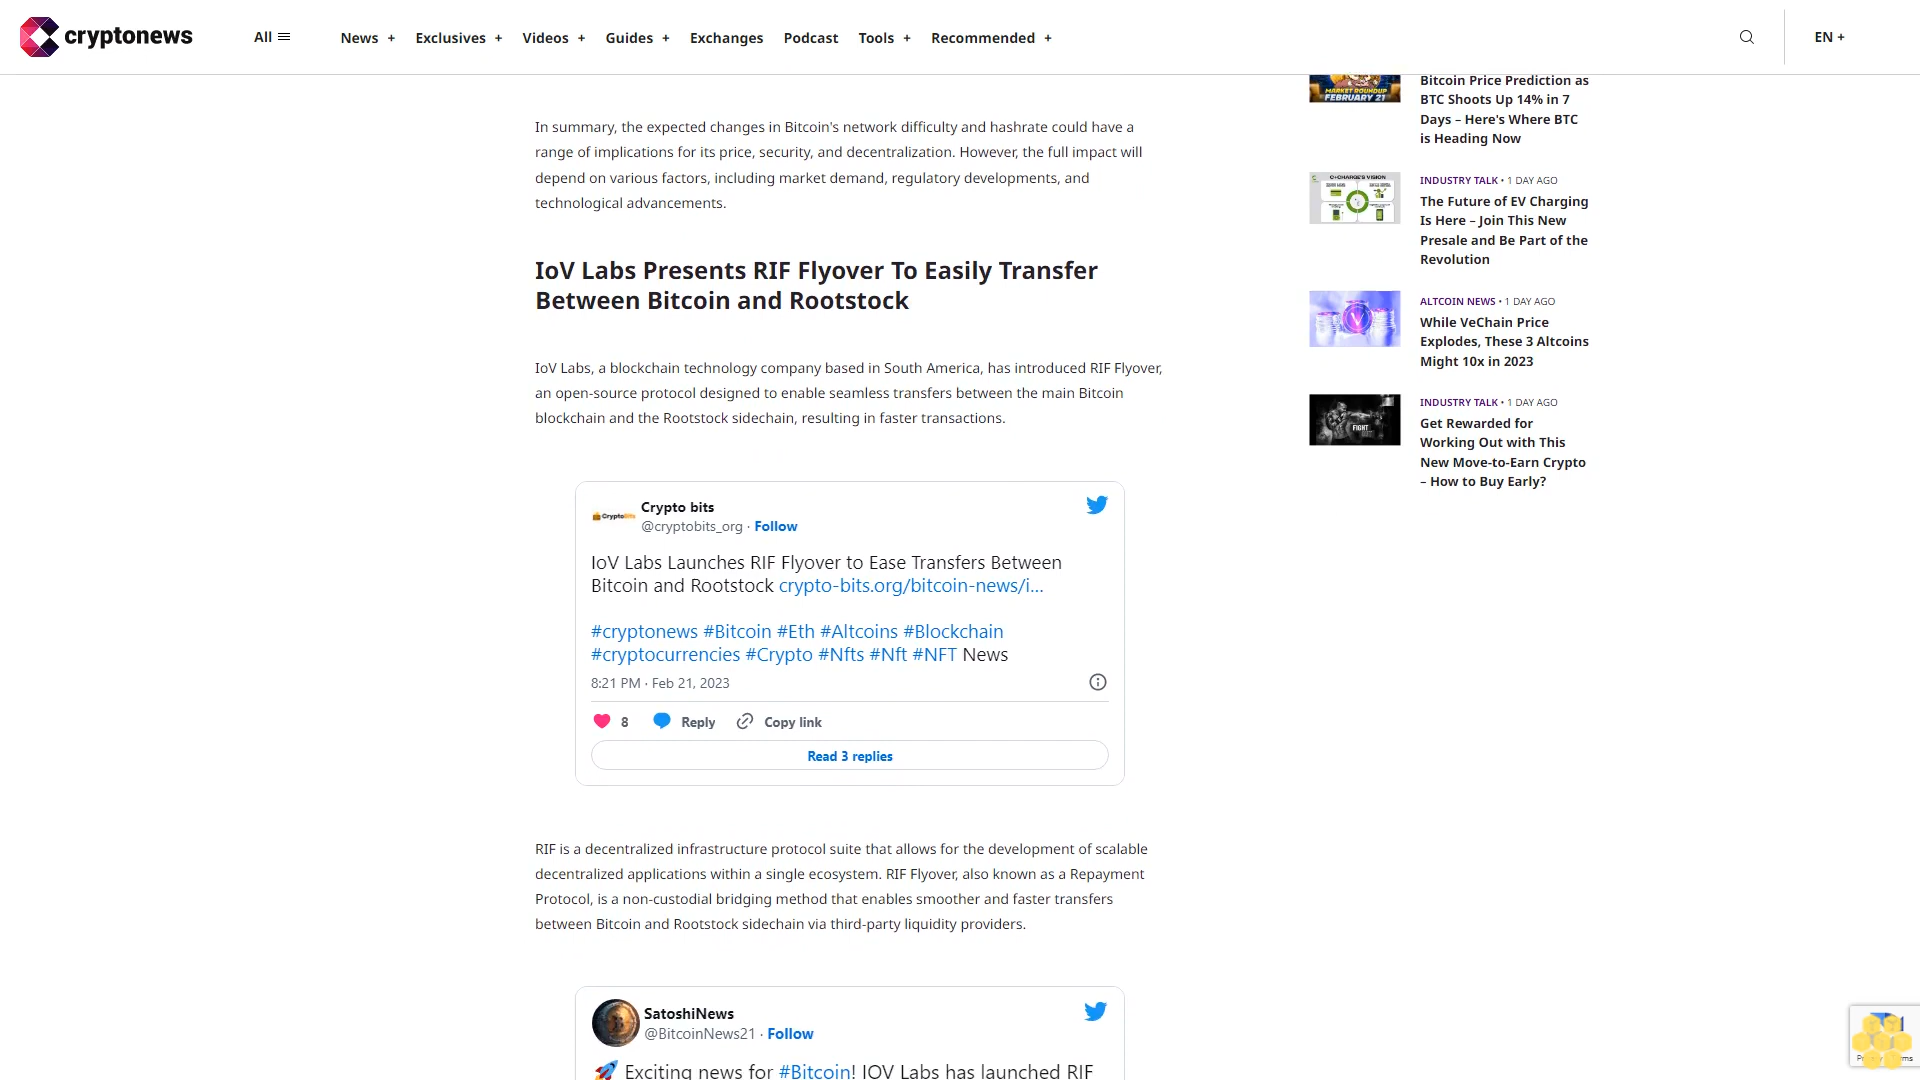 cryptonews
All
News +
Exclusives +
Videos +
Guides +
Exchanges
Podcast
Tools +
Recommended +
EN +
In summary, the expected changes in Bitcoin's network difficulty and hashrate could have a
range of implications for its price, security, and decentralization. However, the full impact will
depend on various factors, including market demand, regulatory developments, and
technological advancements.
IoV Labs Presents RIF Flyover To Easily Transfer
Between Bitcoin and Rootstock
IoV Labs, a blockchain technology company based in South America, has introduced RIF Flyover,
an open-source protocol designed to enable seamless transfers between the main Bitcoin
blockchain and the Rootstock sidechain, resulting in faster transactions.
Crypto bits
@cryptobits_org · Follow
IoV Labs Launches RIF Flyover to Ease Transfers Between
Bitcoin and Rootstock crypto-bits.org/bitcoin-news/i…
#cryptonews #Bitcoin #Eth #Altcoins #Blockchain
#cryptocurrencies #Crypto #Nfts #Nft #NFT News
8:21 PM · Feb 21, 2023
8
Reply
Copy link
Read 3 replies
RIF is a decentralized infrastructure protocol suite that allows for the development of scalable
decentralized applications within a single ecosystem. RIF Flyover, also known as a Repayment
Protocol, is a non-custodial bridging method that enables smoother and faster transfers
between Bitcoin and Rootstock sidechain via third-party liquidity providers.
SatoshiNews
@BitcoinNews21 · Follow
🚀 Exciting news for #Bitcoin! IOV Labs has launched RIF
MARKET ROUNDUP
FEBRUARY 21
Bitcoin Price Prediction as
BTC Shoots Up 14% in 7
Days – Here's Where BTC
is Heading Now
C+CHARGE'S VISION
INDUSTRY TALK • 1 DAY AGO
The Future of EV Charging
Is Here – Join This New
Presale and Be Part of the
Revolution
ALTCOIN NEWS • 1 DAY AGO
While VeChain Price
Explodes, These 3 Altcoins
Might 10x in 2023
FIGHT
INDUSTRY TALK • 1 DAY AGO
Get Rewarded for
Working Out with This
New Move-to-Earn Crypto
– How to Buy Early?